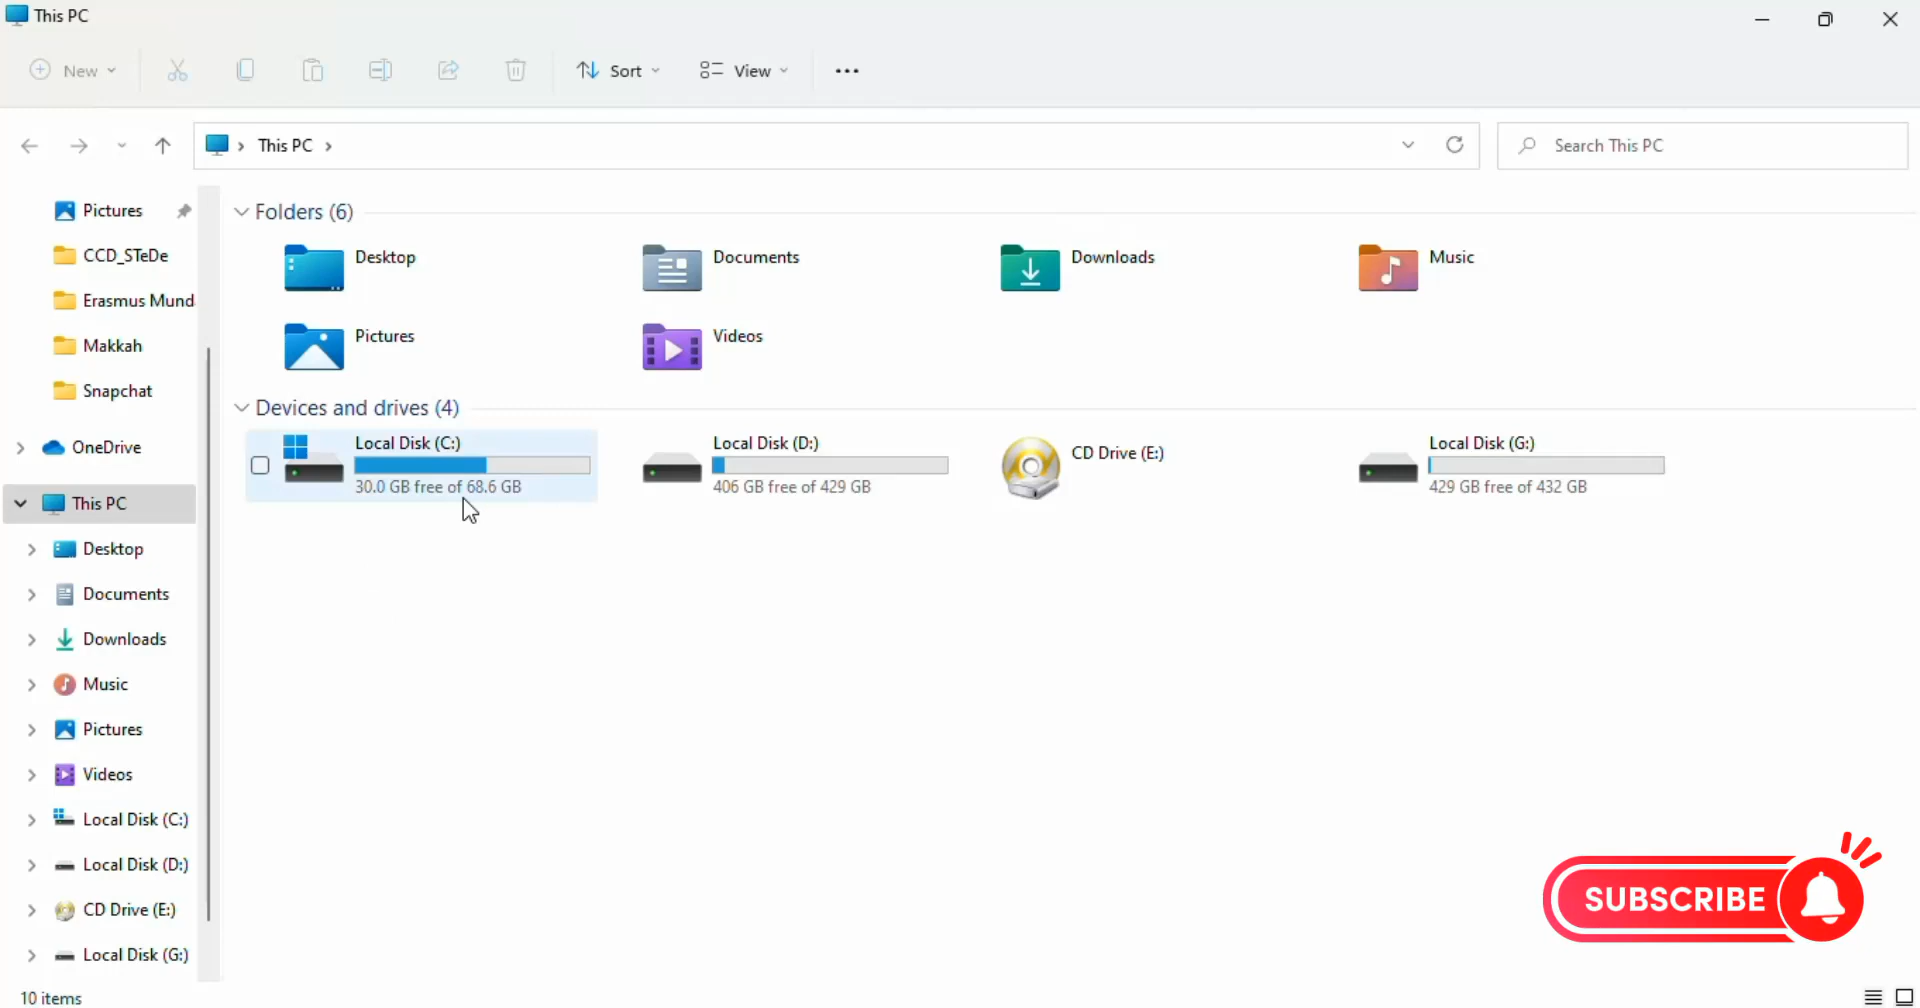 This PC
New
Sort
View
This PC
Search This PC
Pictures
CCD_STeDe
Erasmus Mund
Makkah
Snapchat
OneDrive
This PC
Desktop
Documents
Downloads
Music
Pictures
Videos
Local Disk (C:)
Local Disk (D:)
CD Drive (E:)
Local Disk (G:)
Folders (6)
Desktop
Documents
Downloads
Music
Pictures
Videos
Devices and drives (4)
Local Disk (C:)
30.0 GB free of 68.6 GB
Local Disk (D:)
406 GB free of 429 GB
CD Drive (E:)
Local Disk (G:)
429 GB free of 432 GB
SUBSCRIBE
10 items